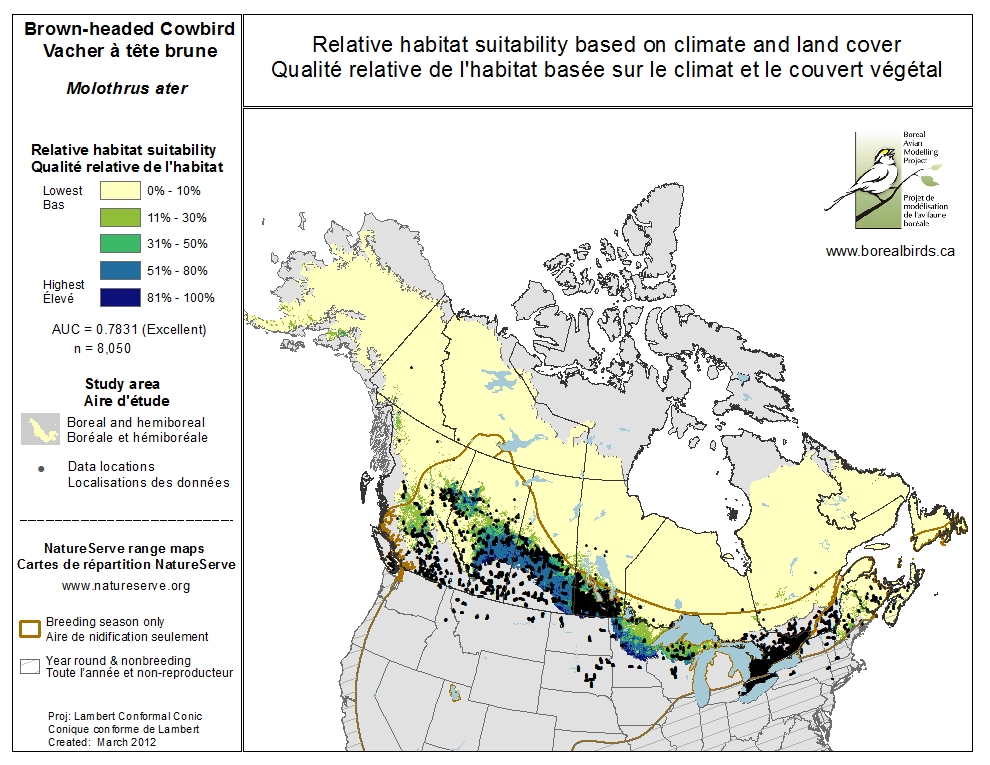 Brown-headed Cowbird
Vacher à tête brune
Molothrus ater
Relative habitat suitability based on climate and land cover
Qualité relative de l'habitat basée sur le climat et le couvert végétal
Relative habitat suitability
Qualité relative de l'habitat
Lowest
Bas
0% - 10%
11% - 30%
31% - 50%
51% - 80%
Highest
Élevé
81% - 100%
AUC = 0.7831 (Excellent)
n = 8,050
Study area
Aire d'étude
Boreal and hemiboreal
Boréale et hémiboréale
Data locations
Localisations des données
NatureServe range maps
Cartes de répartition NatureServe
www.natureserve.org
Breeding season only
Aire de nidification seulement
Year round & nonbreeding
Toute l'année et non-reproducteur
Proj: Lambert Conformal Conic
Conique conforme de Lambert
Created: March 2012
Boreal
Avian
Modelling
Project
Projet de
modélisation
de l'avifaune
boréale
www.borealbirds.ca